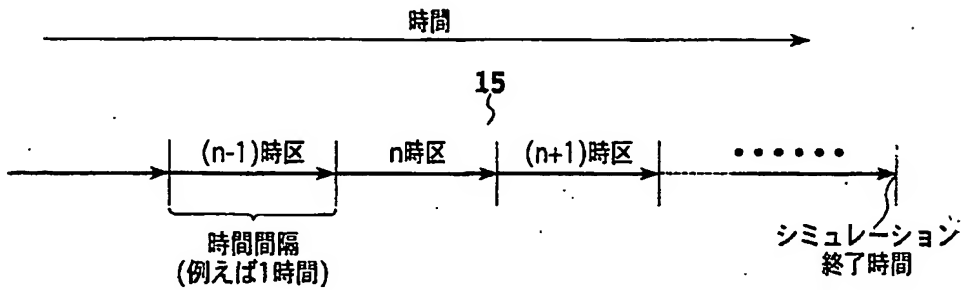 時間
15
(n-1)時区
n時区
(n+1)時区
••••••
時間間隔
(例えば1時間)
シミュレーション
終了時間